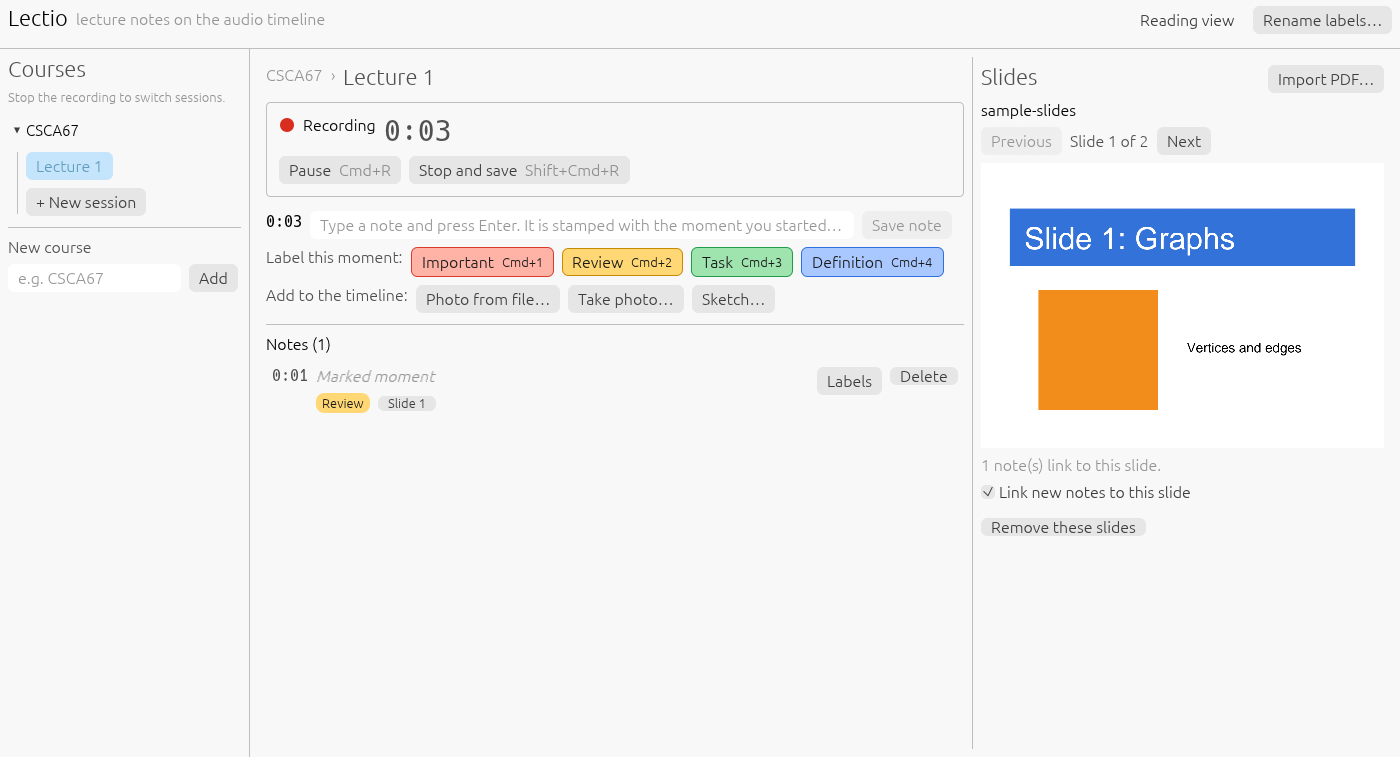 Lectio lecture notes on the audio timeline
Reading view Rename labels…
Courses
Stop the recording to switch sessions.
▾ CSCA67
Lecture 1
+ New session
New course
e.g. CSCA67 Add
CSCA67 › Lecture 1
Recording 0:03
Pause Cmd+R Stop and save Shift+Cmd+R
0:03 Type a note and press Enter. It is stamped with the moment you started… Save note
Label this moment: Important Cmd+1 Review Cmd+2 Task Cmd+3 Definition Cmd+4
Add to the timeline: Photo from file… Take photo… Sketch…
Notes (1)
0:01 Marked moment Labels Delete
Review Slide 1
Slides Import PDF…
sample-slides
Previous Slide 1 of 2 Next
Slide 1: Graphs
Vertices and edges
1 note(s) link to this slide.
Link new notes to this slide
Remove these slides